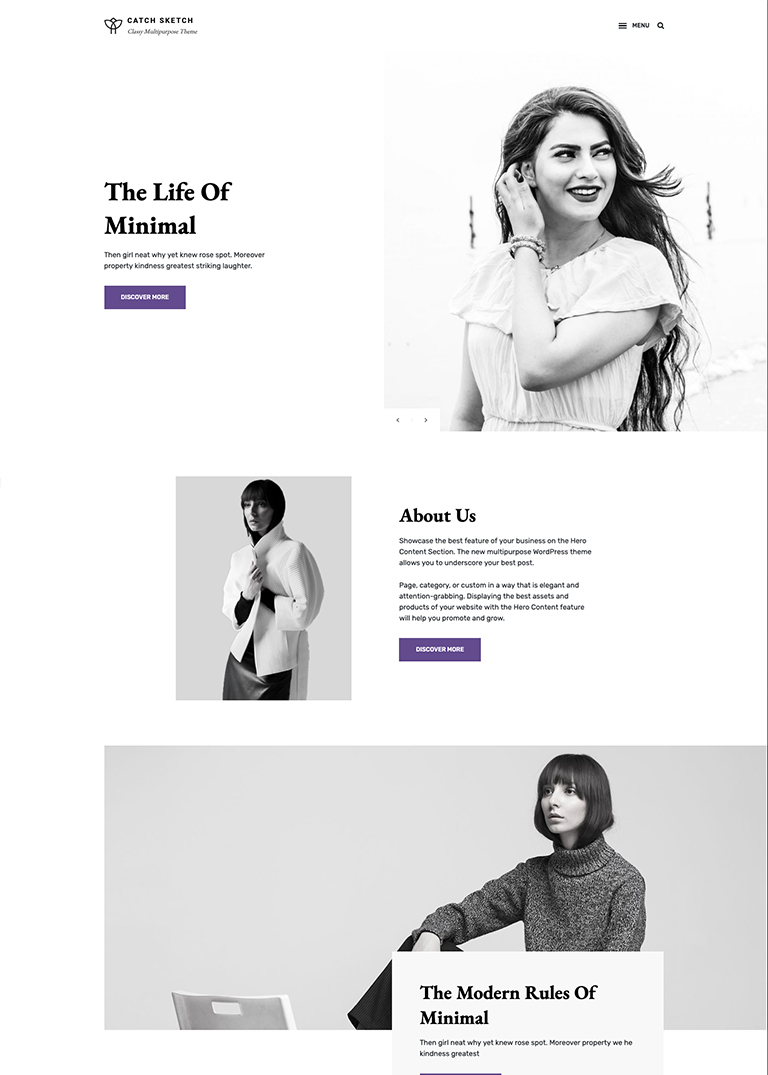 CATCH SKETCH
Classy Multipurpose Theme
MENU
The Life Of
Minimal
Then girl neat why yet knew rose spot. Moreover
property kindness greatest striking laughter.
DISCOVER MORE
About Us
Showcase the best feature of your business on the Hero
Content Section. The new multipurpose WordPress theme
allows you to underscore your best post.
Page, category, or custom in a way that is elegant and
attention-grabbing. Displaying the best assets and
products of your website with the Hero Content feature
will help you promote and grow.
DISCOVER MORE
The Modern Rules Of
Minimal
Then girl neat why yet knew rose spot. Moreover property we he
kindness greatest